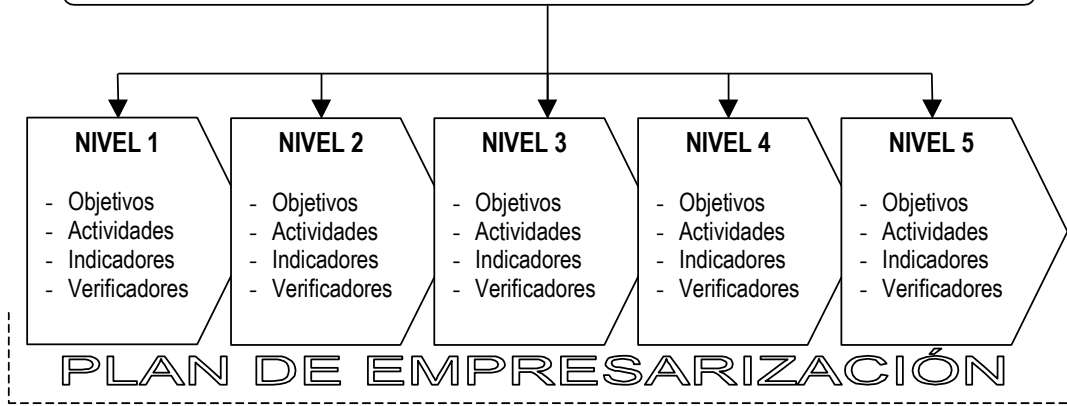 NIVEL 1
- Objetivos
- Actividades
- Indicadores
- Verificadores
NIVEL 2
- Objetivos
- Actividades
- Indicadores
- Verificadores
NIVEL 3
- Objetivos
- Actividades
- Indicadores
- Verificadores
NIVEL 4
- Objetivos
- Actividades
- Indicadores
- Verificadores
NIVEL 5
- Objetivos
- Actividades
- Indicadores
- Verificadores
PLAN DE EMPRESARIZACIÓN